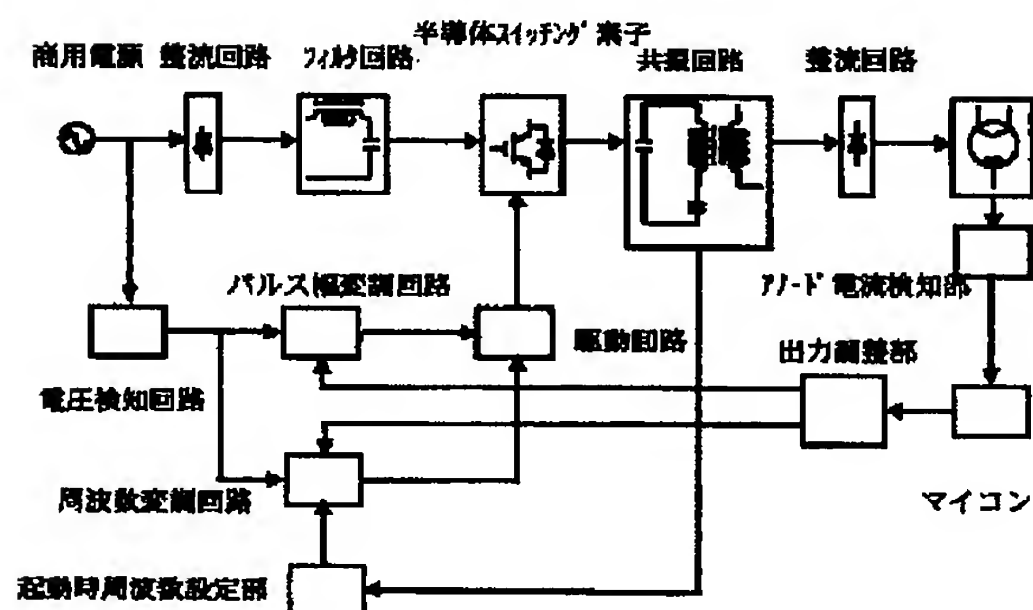 半導体スイッチング素子
商用電源 整流回路 フィルタ回路 共振回路 整流回路
パルス幅変調回路
アノード電流検知部
駆動回路
出力調整部
電圧検知回路
周波数変調回路
マイコン
起動時周波数設定部